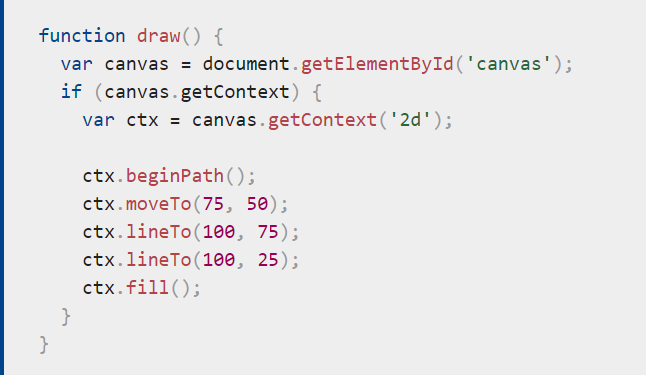 function draw() {
  var canvas = document.getElementById('canvas');
  if (canvas.getContext) {
    var ctx = canvas.getContext('2d');

    ctx.beginPath();
    ctx.moveTo(75, 50);
    ctx.lineTo(100, 75);
    ctx.lineTo(100, 25);
    ctx.fill();
  }
}